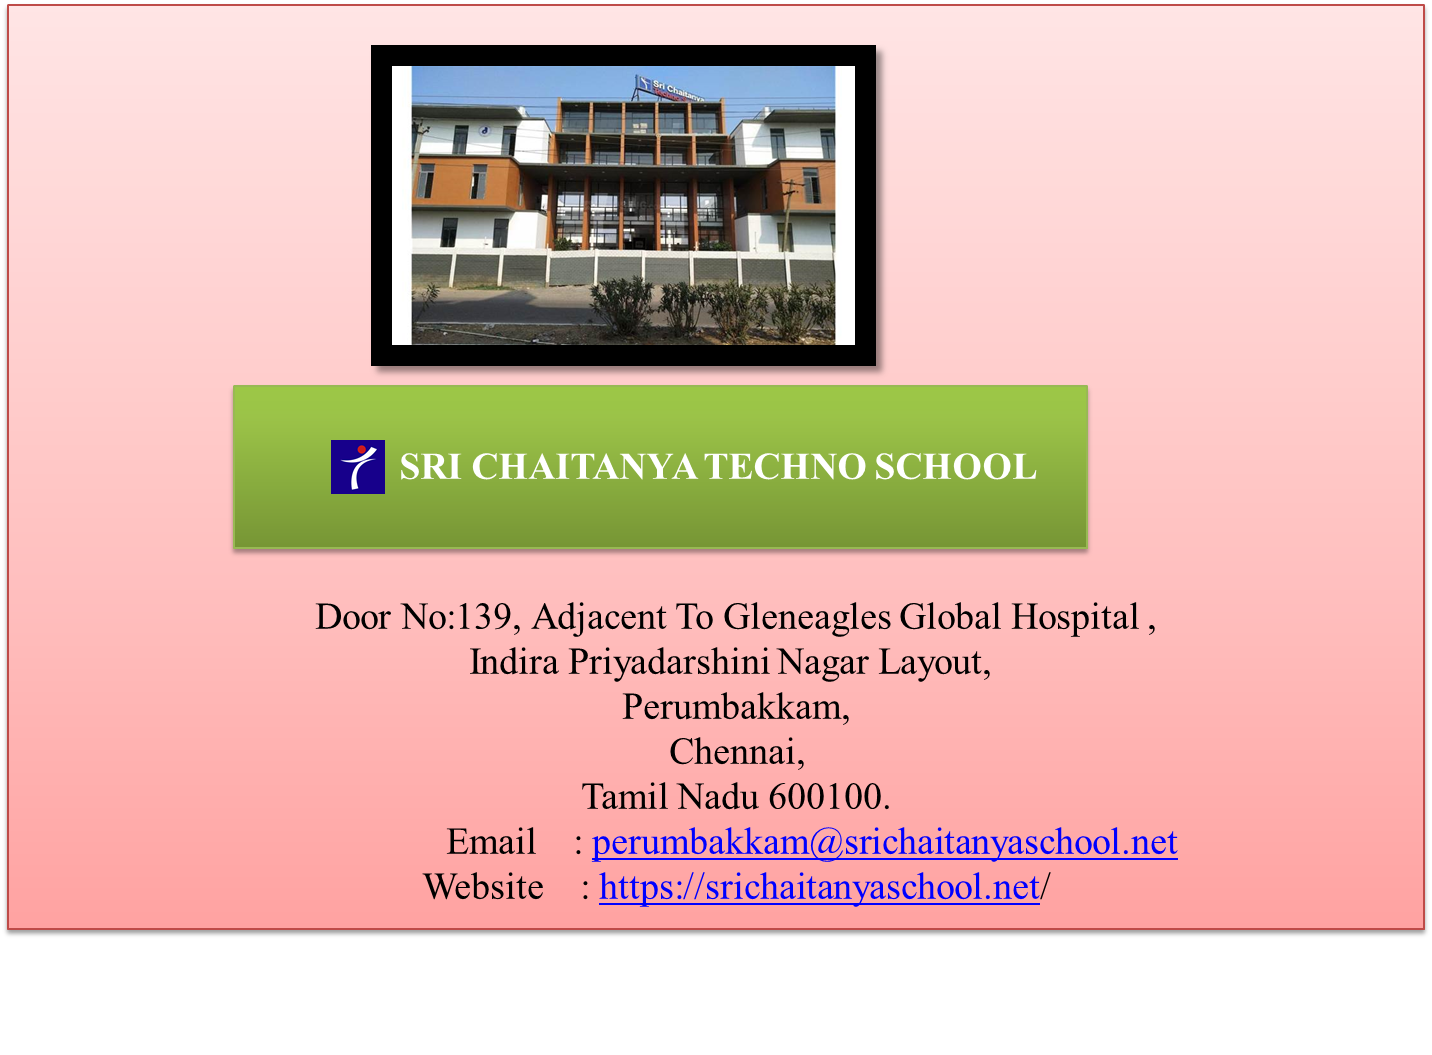 Sri Chaitanya
SRI CHAITANYA TECHNO SCHOOL
Door No:139, Adjacent To Gleneagles Global Hospital ,
Indira Priyadarshini Nagar Layout,
Perumbakkam,
Chennai,
Tamil Nadu 600100.
Email : perumbakkam@srichaitanyaschool.net
Website : https://srichaitanyaschool.net/